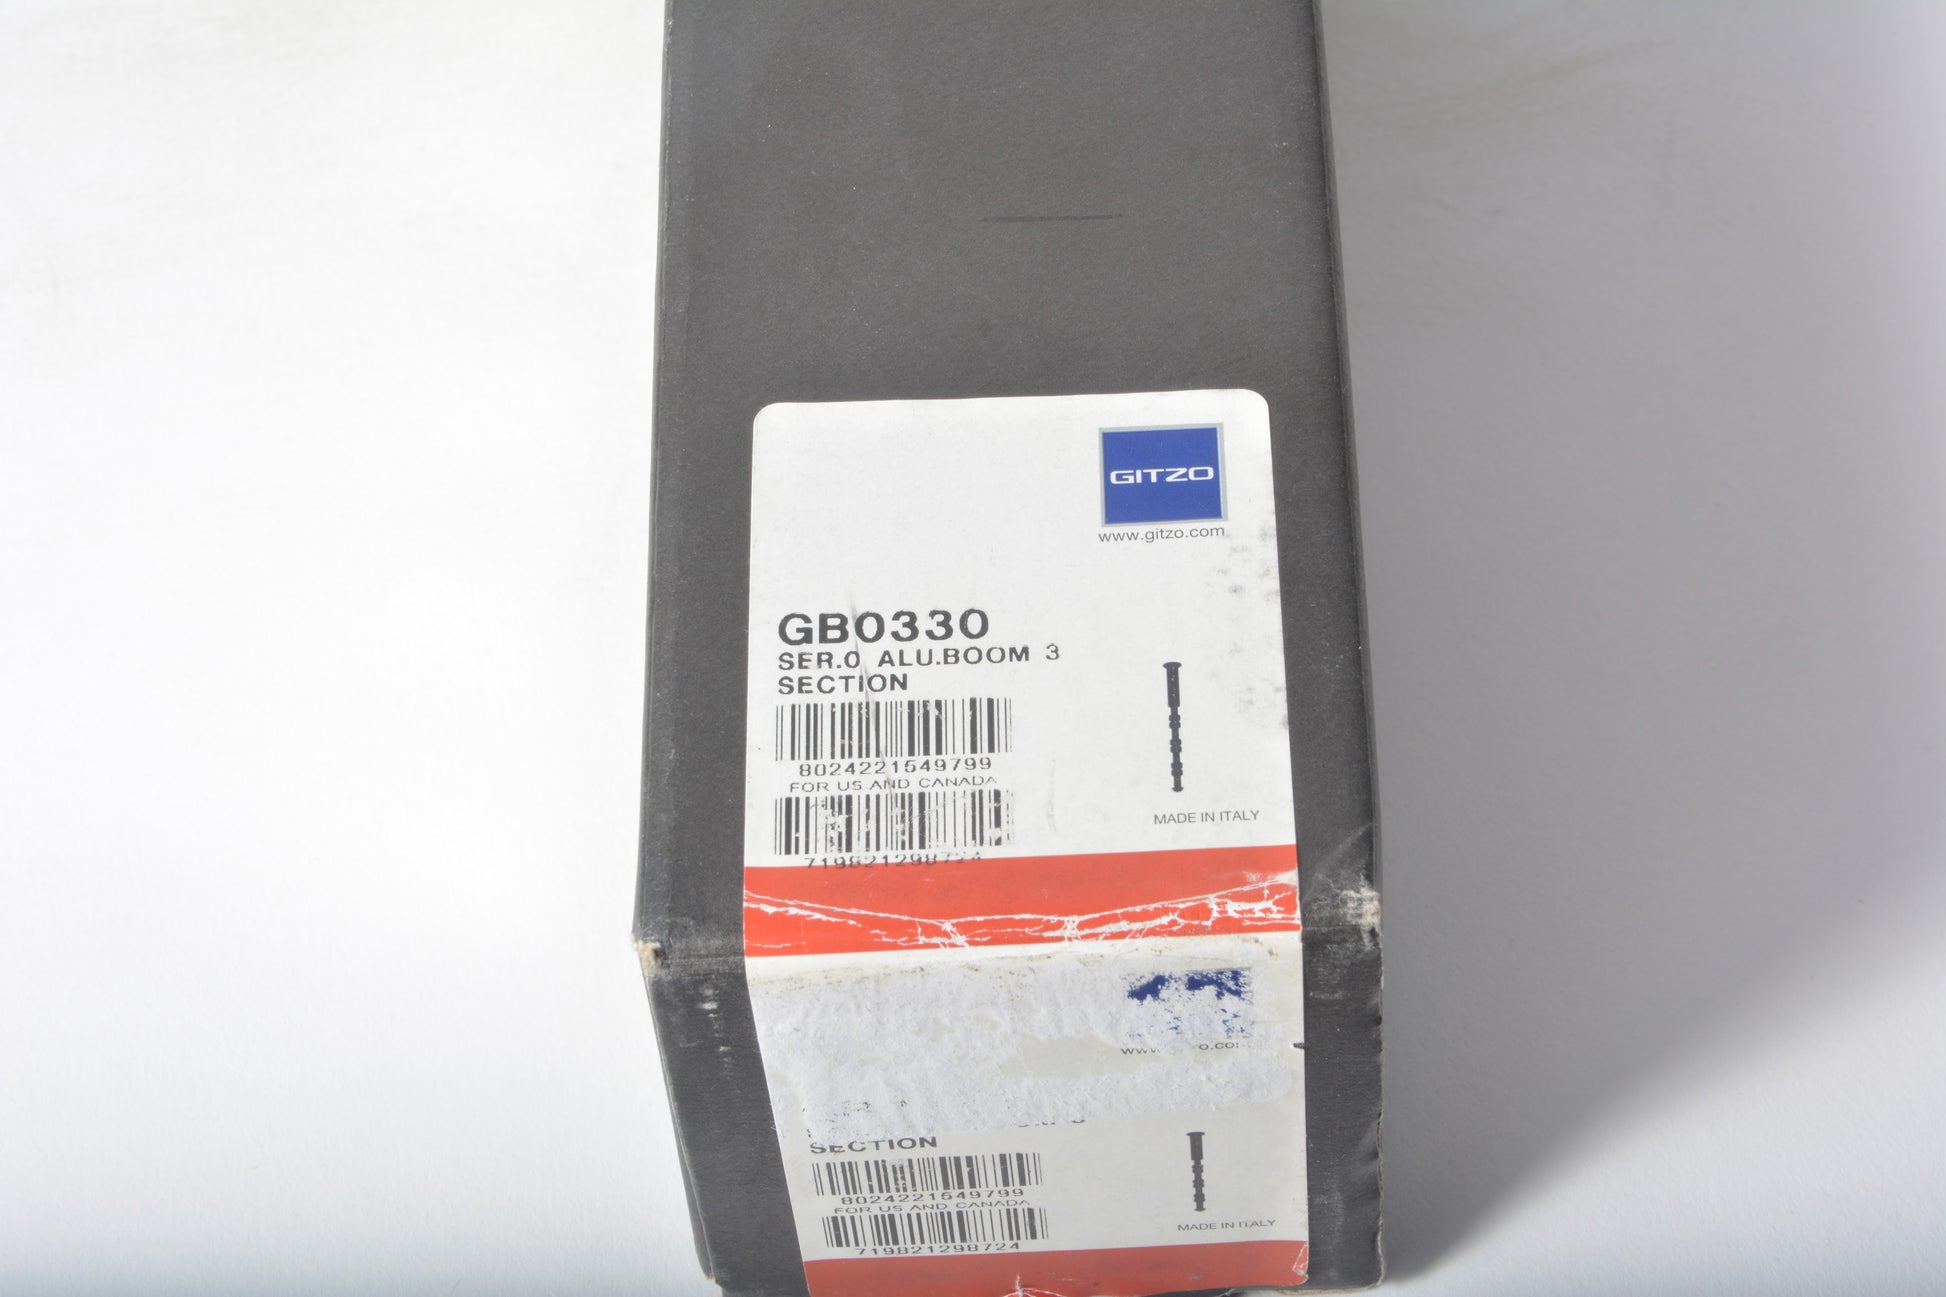 GITZO
www.gitzo.com
GB0330
SER.0 ALU.BOOM 3
SECTION
8024221549799
FOR US AND CANADA
719821298724
MADE IN ITALY
SECTION
8024221549799
FOR US AND CANADA
719821298724
MADE IN ITALY